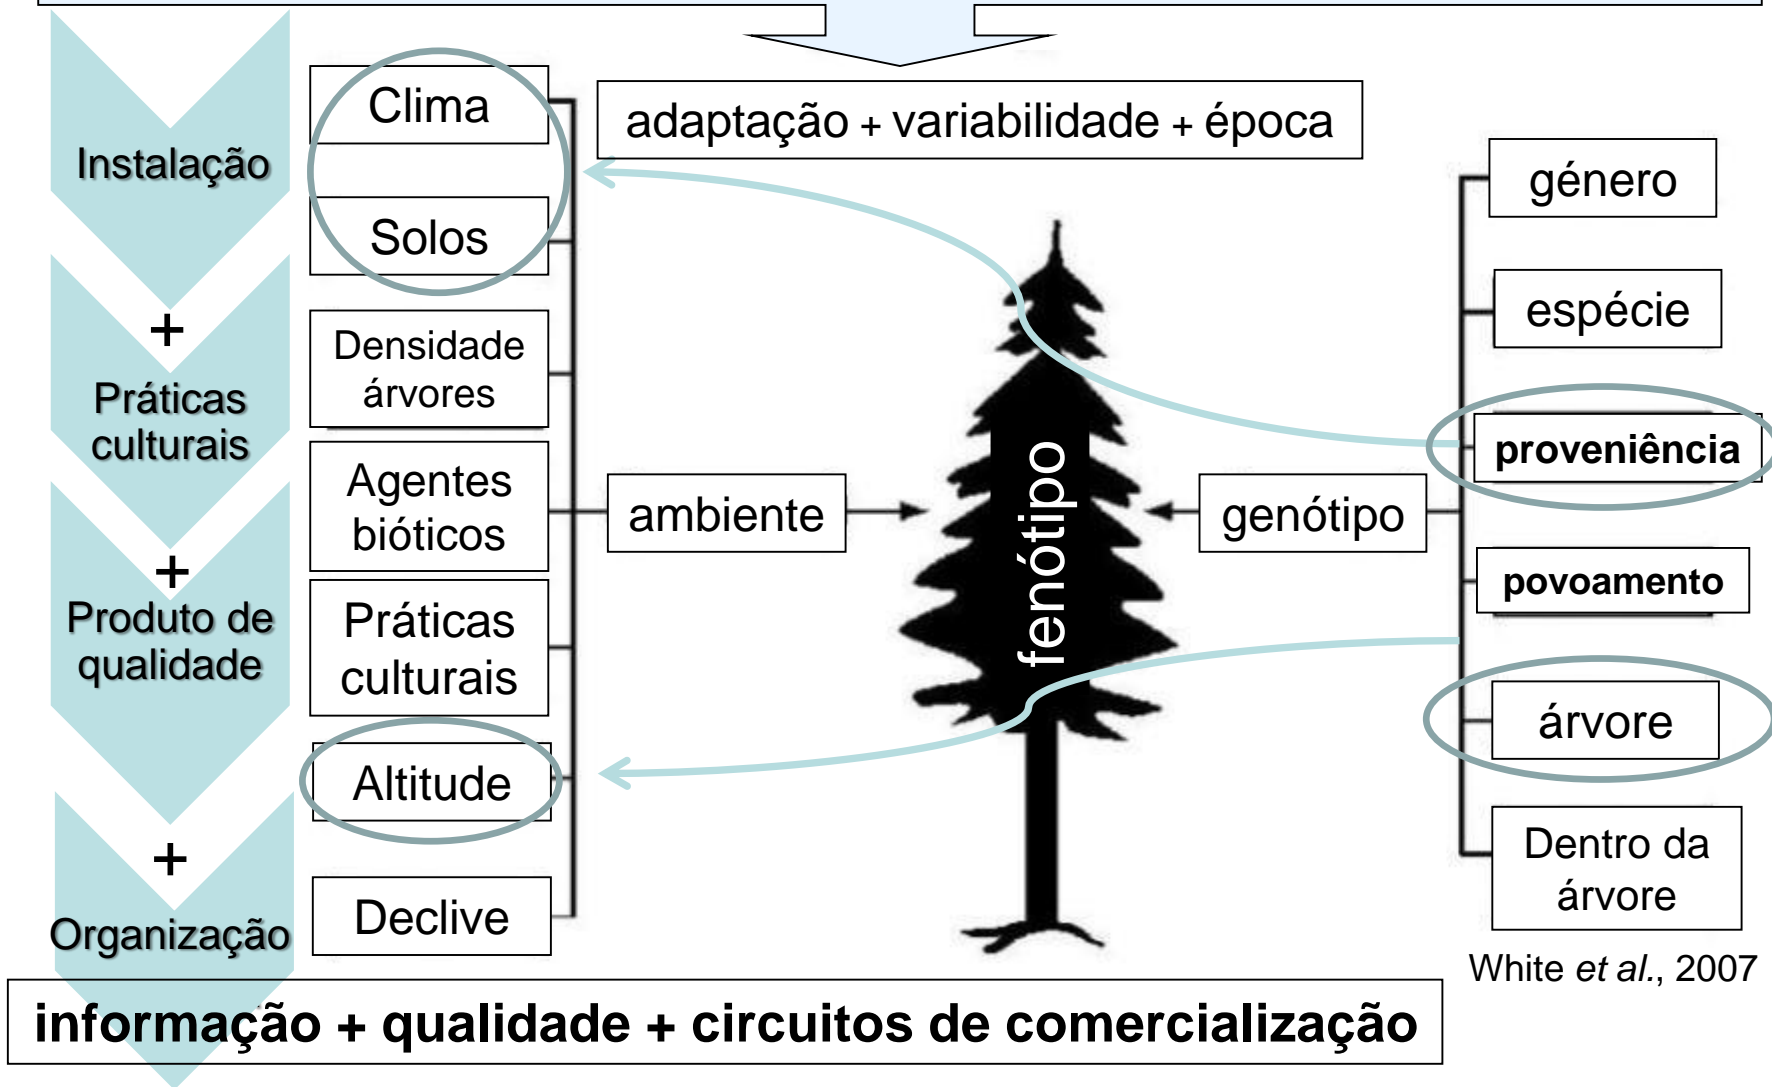 Instalação
+
Práticas
culturais
+
Produto de
qualidade
+
Organização
Clima
Solos
Densidade
árvores
Agentes
bióticos
Práticas
culturais
Altitude
Declive
adaptação + variabilidade + época
ambiente
fenótipo
genótipo
género
espécie
proveniência
povoamento
árvore
Dentro da
árvore
White et al., 2007
informação + qualidade + circuitos de comercialização